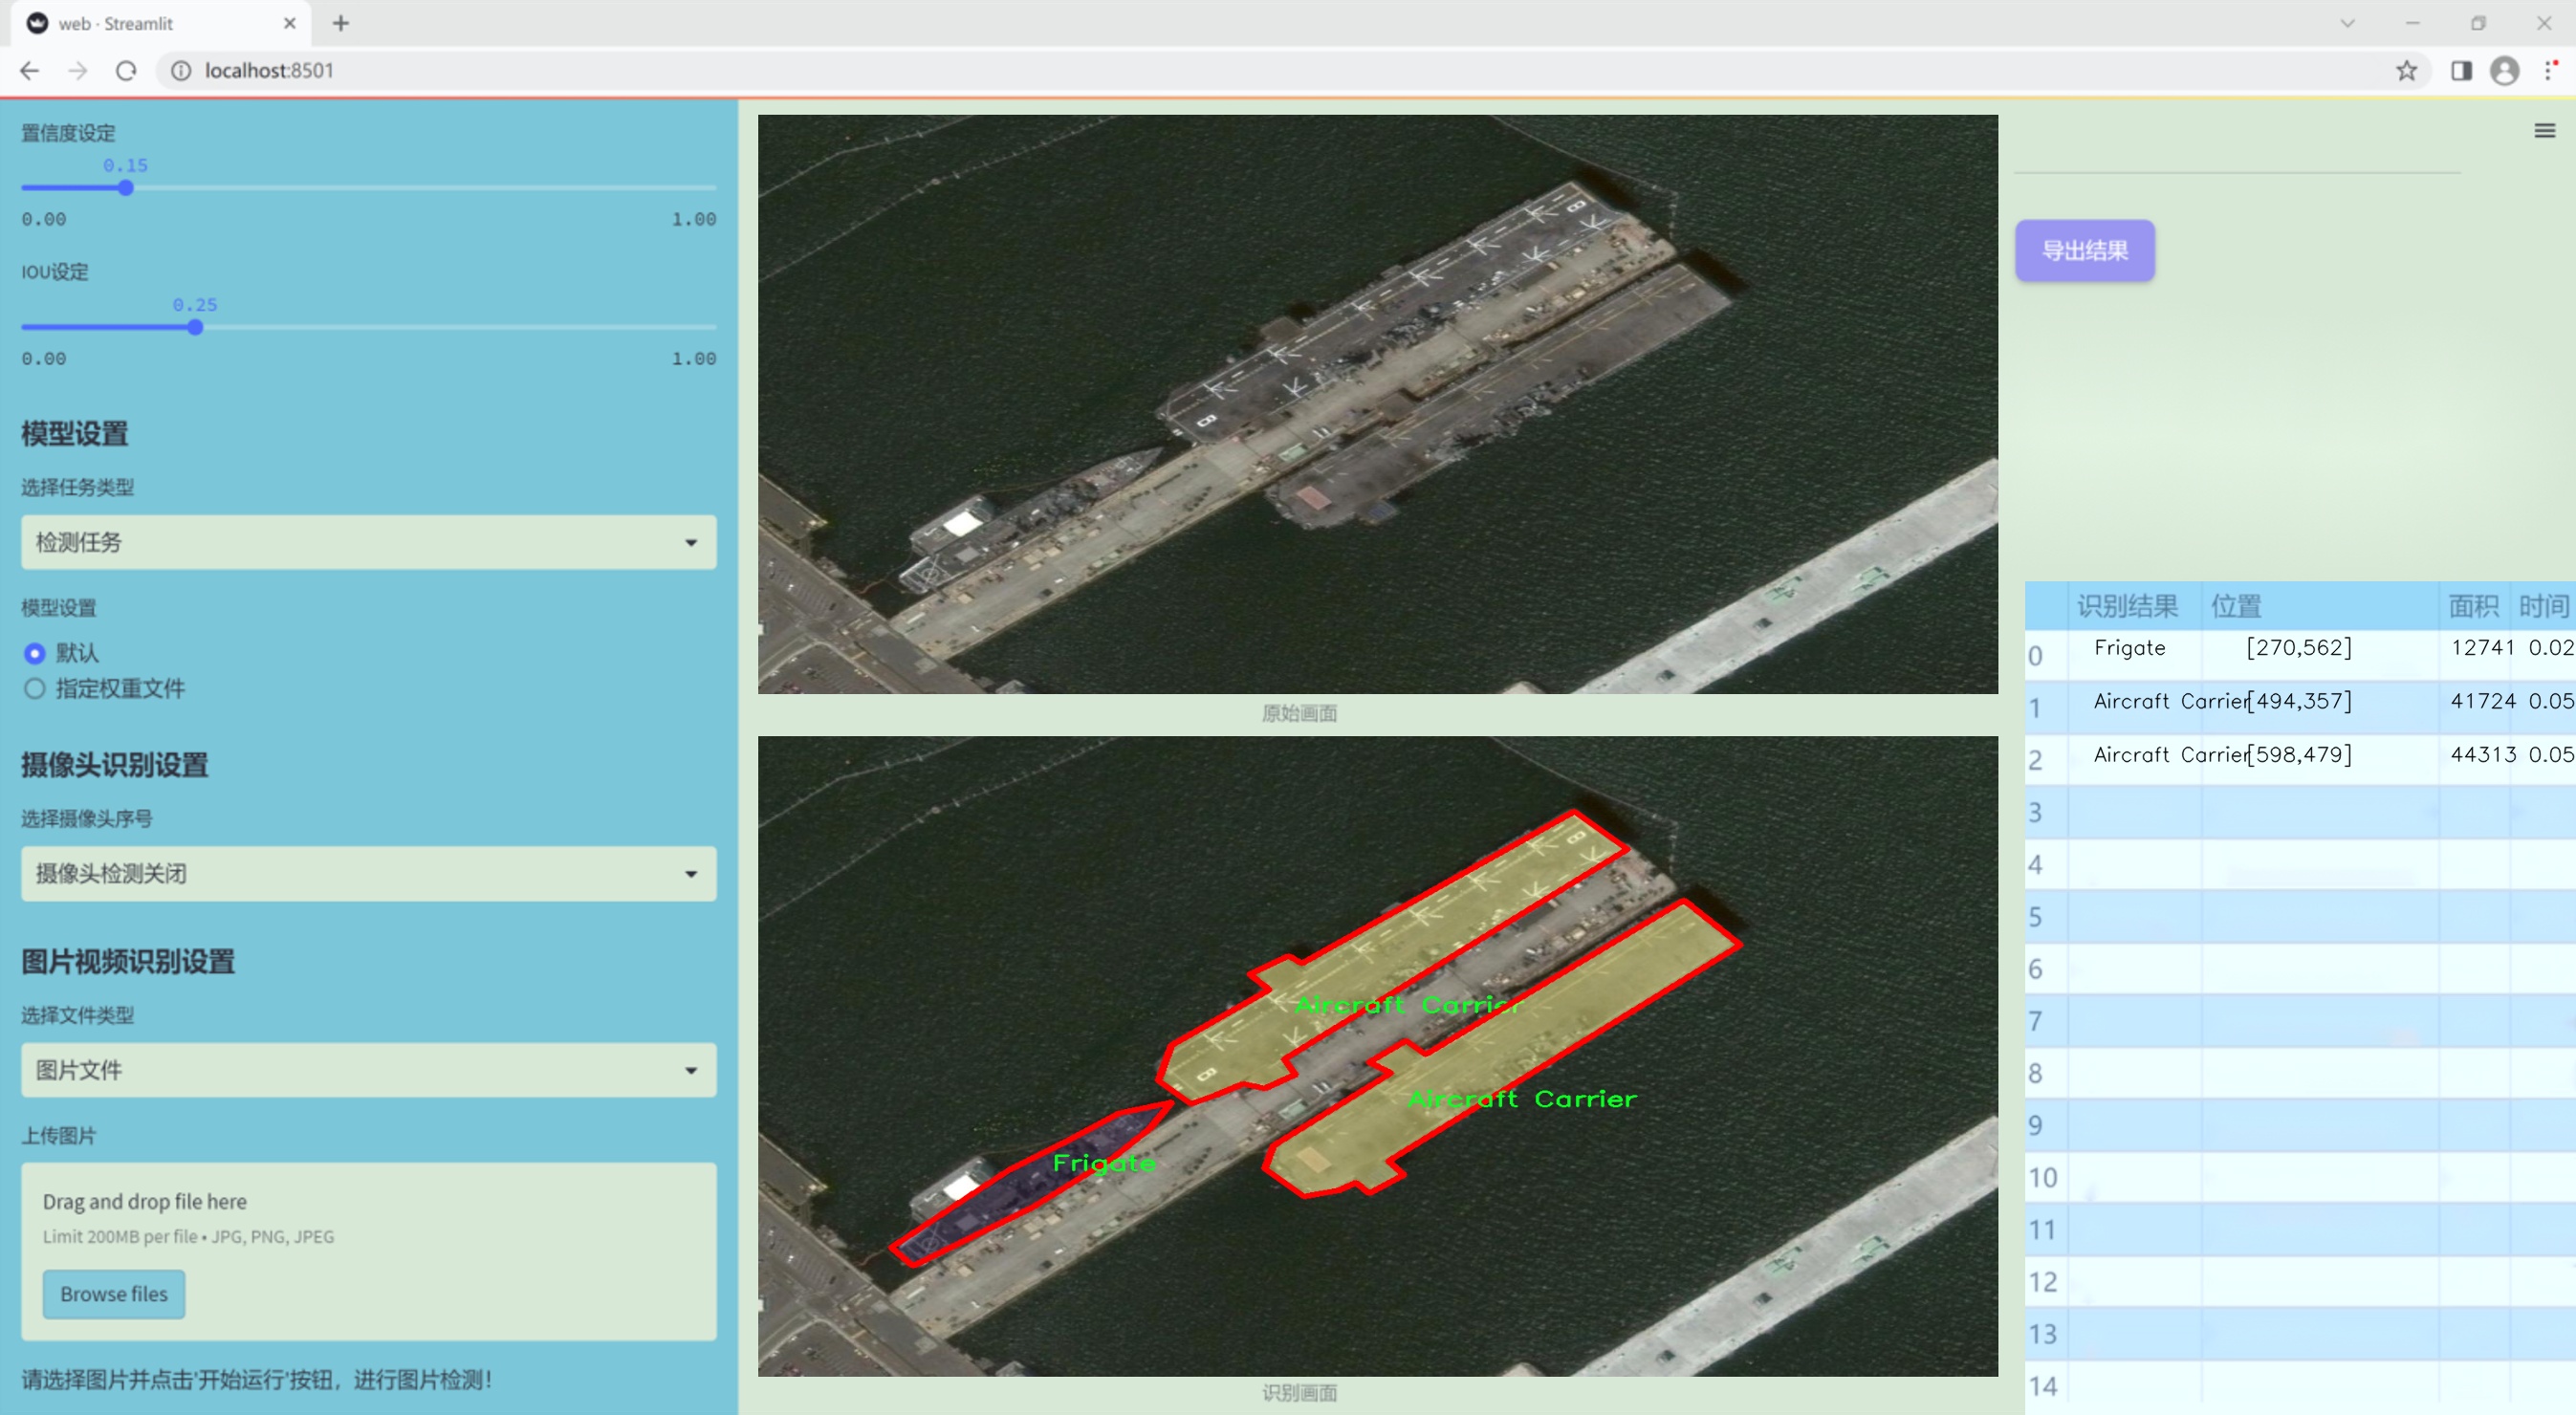 web · Streamlit
localhost:8501
置信度设定
0.15
0.00 1.00
IOU设定
0.25
0.00 1.00
模型设置
选择任务类型
检测任务
模型设置
默认
指定权重文件
摄像头识别设置
选择摄像头序号
摄像头检测关闭
图片视频识别设置
选择文件类型
图片文件
上传图片
Drag and drop file here
Limit 200MB per file • JPG, PNG, JPEG
Browse files
请选择图片并点击'开始运行'按钮，进行图片检测！
原始画面
Aircraft Carrier
Aircraft Carrier
Frigate
识别画面
导出结果
识别结果 位置 面积 时间
0 Frigate [270,562] 12741 0.02
1 Aircraft Carrier [494,357] 41724 0.05
2 Aircraft Carrier [598,479] 44313 0.05
3
4
5
6
7
8
9
10
11
12
13
14